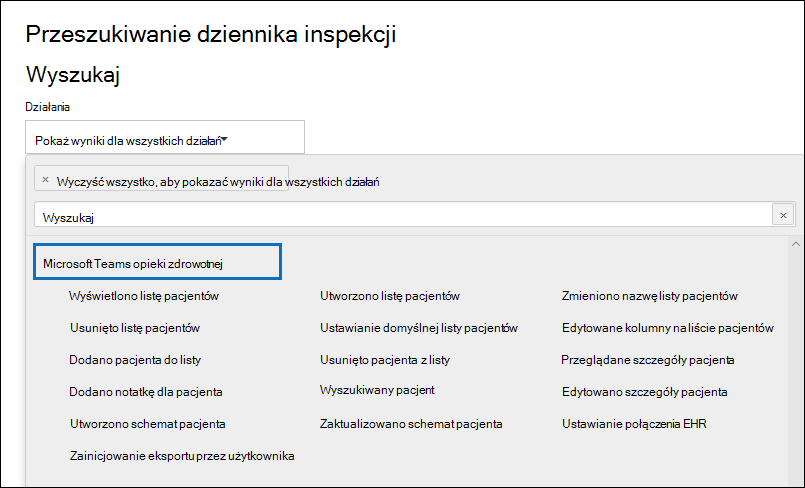 Przeszukiwanie dziennika inspekcji
Wyszukaj
Działania
Pokaż wyniki dla wszystkich działań
× Wyczyść wszystko, aby pokazać wyniki dla wszystkich działań
Wyszukaj ×
Microsoft Teams opieki zdrowotnej
Wyświetlono listę pacjentów Utworzono listę pacjentów Zmieniono nazwę listy pacjentów
Usunięto listę pacjentów Ustawianie domyślnej listy pacjentów Edytowane kolumny na liście pacjentów
Dodano pacjenta do listy Usunięto pacjenta z listy Przeglądane szczegóły pacjenta
Dodano notatkę dla pacjenta Wyszukiwany pacjent Edytowano szczegóły pacjenta
Utworzono schemat pacjenta Zaktualizowano schemat pacjenta Ustawianie połączenia EHR
Zainicjowanie eksportu przez użytkownika